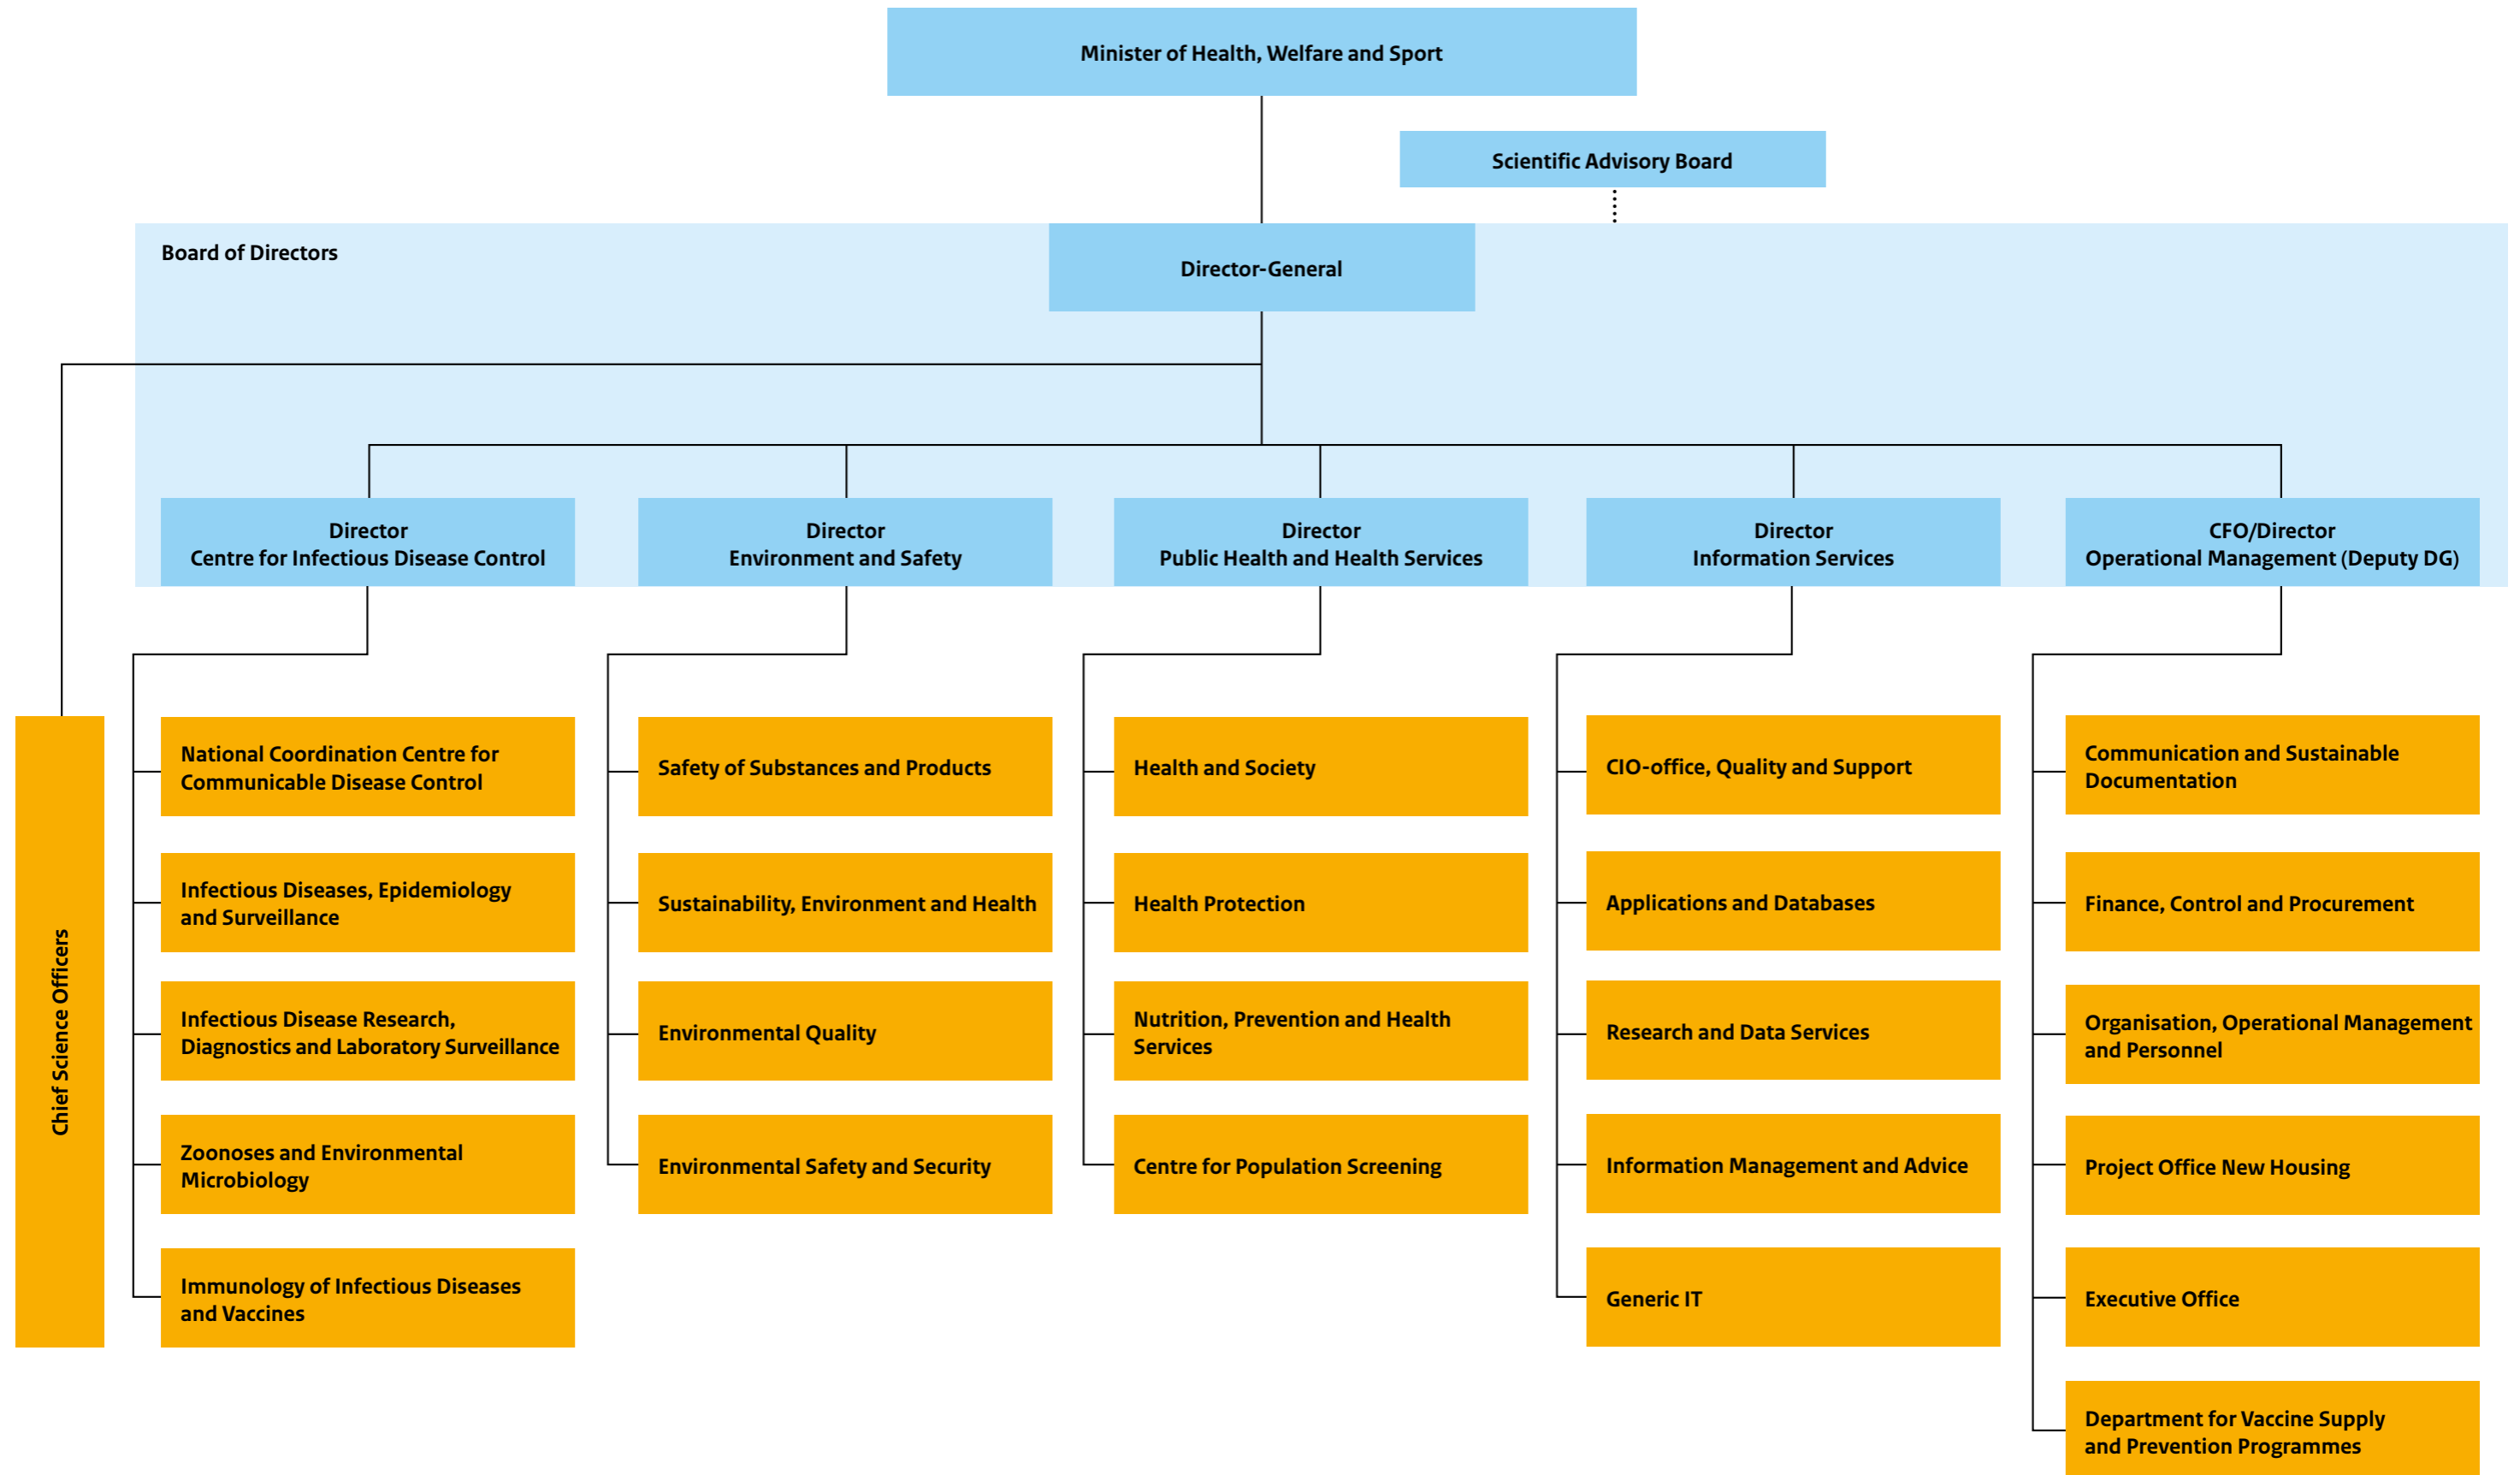 Minister of Health, Welfare and Sport
Scientific Advisory Board
Board of Directors
Director-General
Director
Centre for Infectious Disease Control
Director
Environment and Safety
Director
Public Health and Health Services
Director
Information Services
CFO/Director
Operational Management (Deputy DG)
Chief Science Officers
National Coordination Centre for
Communicable Disease Control
Infectious Diseases, Epidemiology
and Surveillance
Infectious Disease Research,
Diagnostics and Laboratory Surveillance
Zoonoses and Environmental
Microbiology
Immunology of Infectious Diseases
and Vaccines
Safety of Substances and Products
Sustainability, Environment and Health
Environmental Quality
Environmental Safety and Security
Health and Society
Health Protection
Nutrition, Prevention and Health
Services
Centre for Population Screening
CIO-office, Quality and Support
Applications and Databases
Research and Data Services
Information Management and Advice
Generic IT
Communication and Sustainable
Documentation
Finance, Control and Procurement
Organisation, Operational Management
and Personnel
Project Office New Housing
Executive Office
Department for Vaccine Supply
and Prevention Programmes